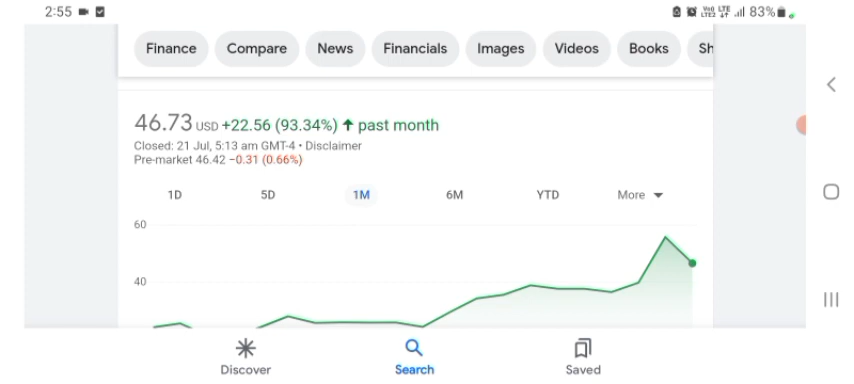 2:55 83%
Finance Compare News Financials Images Videos Books Sh
46.73 USD +22.56 (93.34%) ↑ past month
Closed: 21 Jul, 5:13 am GMT-4 • Disclaimer
Pre-market 46.42 −0.31 (0.66%)
1D 5D 1M 6M YTD More
60
40
Discover Search Saved